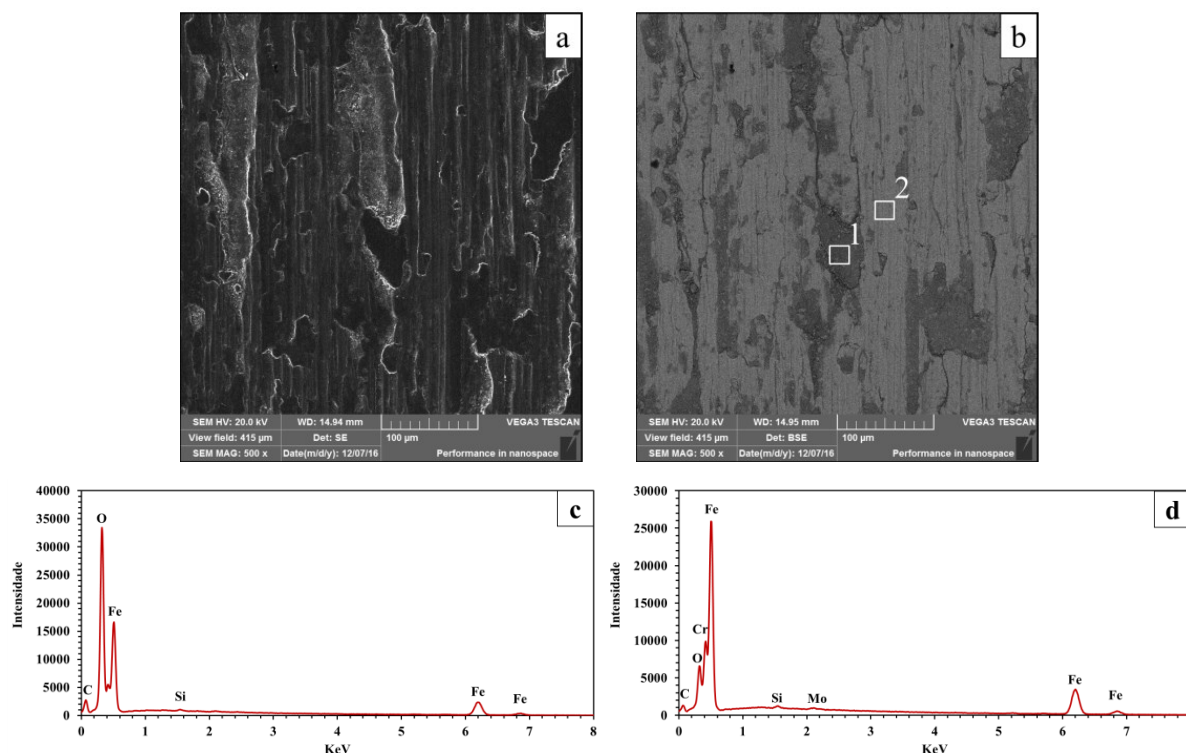 a
SEM HV: 20.0 kV WD: 14.94 mm VEGA3 TESCAN
View field: 415 µm Det: SE 100 µm
SEM MAG: 500 x Date(m/d/y): 12/07/16 Performance in nanospace
b
1
2
SEM HV: 20.0 kV WD: 14.95 mm VEGA3 TESCAN
View field: 415 µm Det: BSE 100 µm
SEM MAG: 500 x Date(m/d/y): 12/07/16 Performance in nanospace
c
Intensidade
40000
35000
30000
25000
20000
15000
10000
5000
0
O
Fe
C
Si
Fe
Fe
0 1 2 3 4 5 6 7 8
KeV
d
Intensidade
30000
25000
20000
15000
10000
5000
0
Fe
Cr
O
C
Si
Mo
Fe
Fe
0 1 2 3 4 5 6 7
KeV